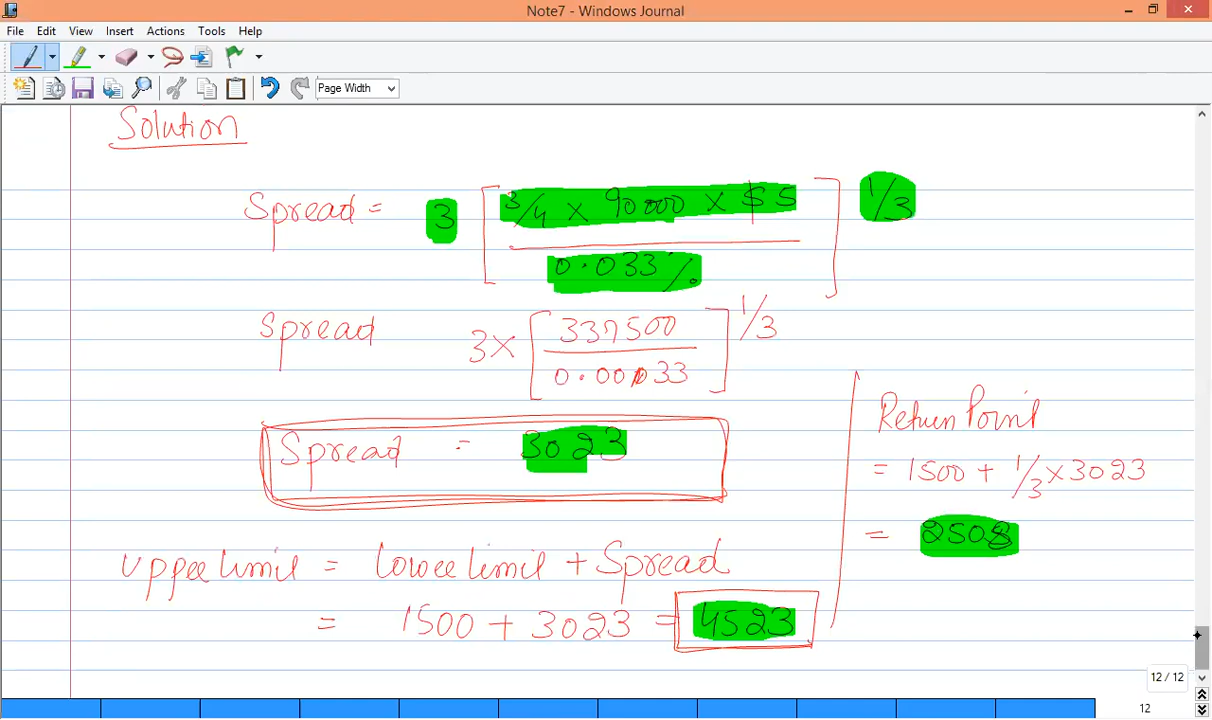 Note7 - Windows Journal
File Edit View Insert Actions Tools Help
Page Width
Solution
Spread = 3 [ 3/4 x 90000 x $ 5 / 0.033% ] 1/3
Spread 3 x [ 337500 / 0.00033 ] 1/3
Spread = 3023
Upper limit = lower limit + Spread
= 1500 + 3023 = 4523
Return Point
= 1500 + 1/3 x 3023
= 2508
12 / 12
12